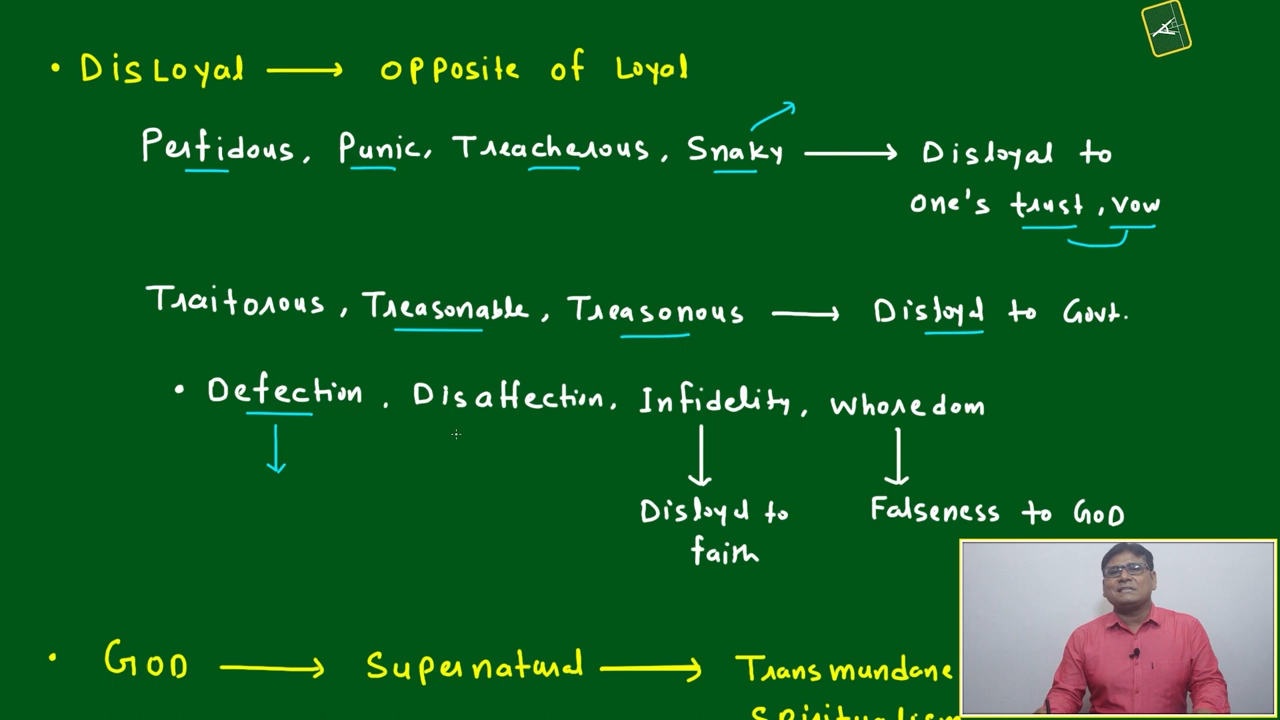 • Disloyal ⟶ opposite of Loyal
Perfidous, Punic, Treacherous, Snaky ⟶ Disloyal to
one's trust, vow
Traitorous, Treasonable, Treasonous ⟶ Disloyal to Govt.
• Defection, Disaffection, Infidelity, whoredom
Disloyal to faith
Falseness to GOD
• GOD ⟶ Supernatural ⟶ Transmundane
Spiritualism